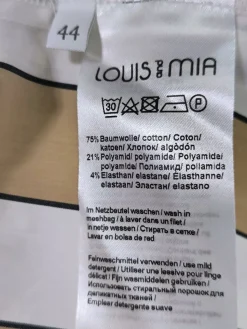 44
LOUIS and MIA
30 P
75% Baumwolle/ cotton/ Coton/
katoen/ Хлопок/ algodón
21% Polyamid/ polyamide/ Polyamide/
polyamide/ Полиамид/ poliamida
4% Elasthan/ elastane/ Elasthanne/
elastaan/ Эластан/ elastano
Im Netzbeutel waschen / wash in
meshbag / à laver dans un filet /
in netje wassen / Стирать в сетке /
Lavar en bolsa de red
Feinwaschmittel verwenden / use mild
detergent / Utiliser une lessive pour linge
délicat / Fijn wasmiddelen gebruiken /
Использовать стиральный порошок для
деликатных тканей /
Emplear detergente suave